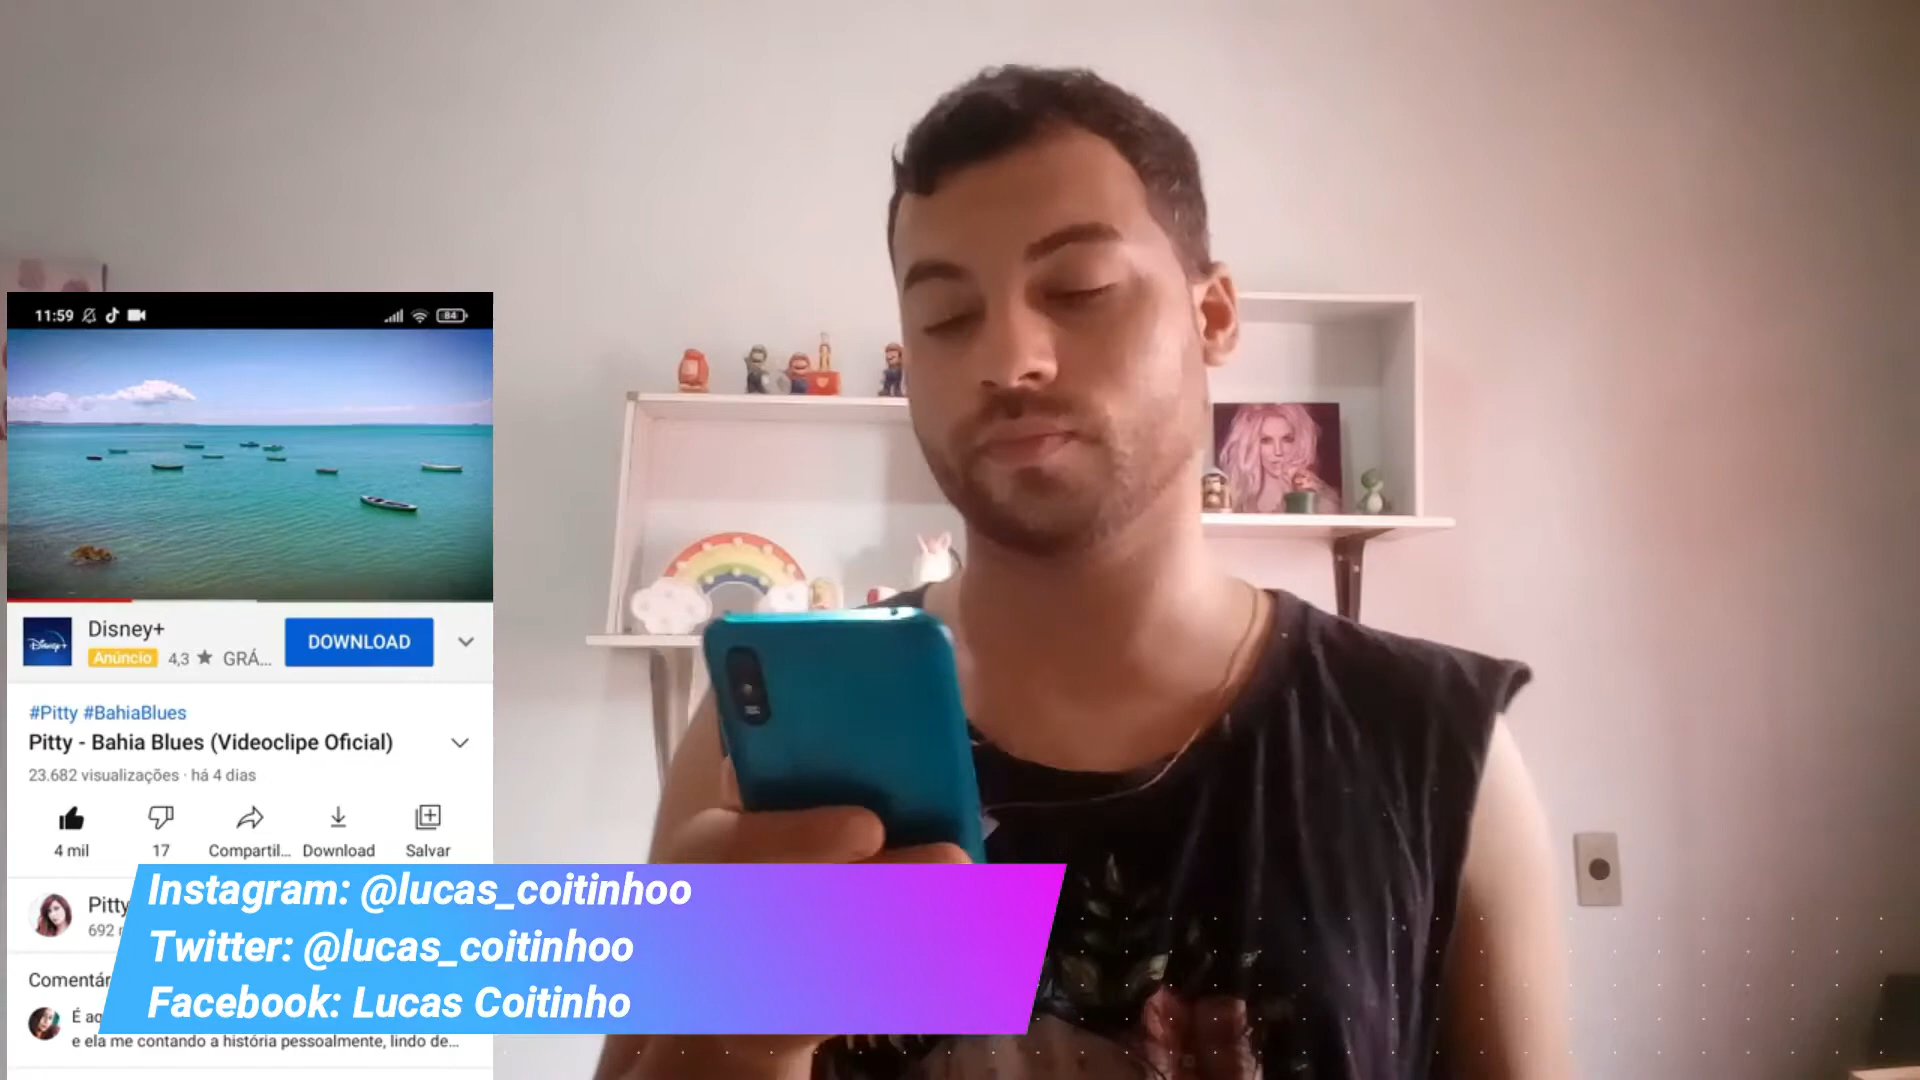 11:59
84
Disney+
Disney+
Anúncio 4,3 ★ GRÁ...
DOWNLOAD
#Pitty #BahiaBlues
Pitty - Bahia Blues (Videoclipe Oficial)
23.682 visualizações · há 4 dias
4 mil
17
Compartil...
Download
Salvar
Pitty
692
Comentár
É
e ela me contando a história pessoalmente, lindo de...
Instagram: @lucas_coitinhoo
Twitter: @lucas_coitinhoo
Facebook: Lucas Coitinho